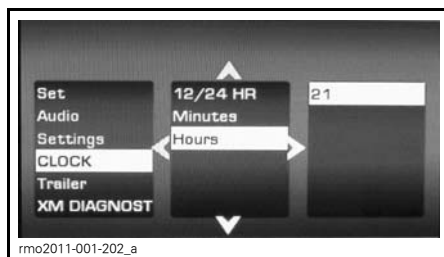 Set
Audio
Settings
CLOCK
Trailer
XM DIAGNOST
12/24 HR
Minutes
Hours
21
rmo2011-001-202_a